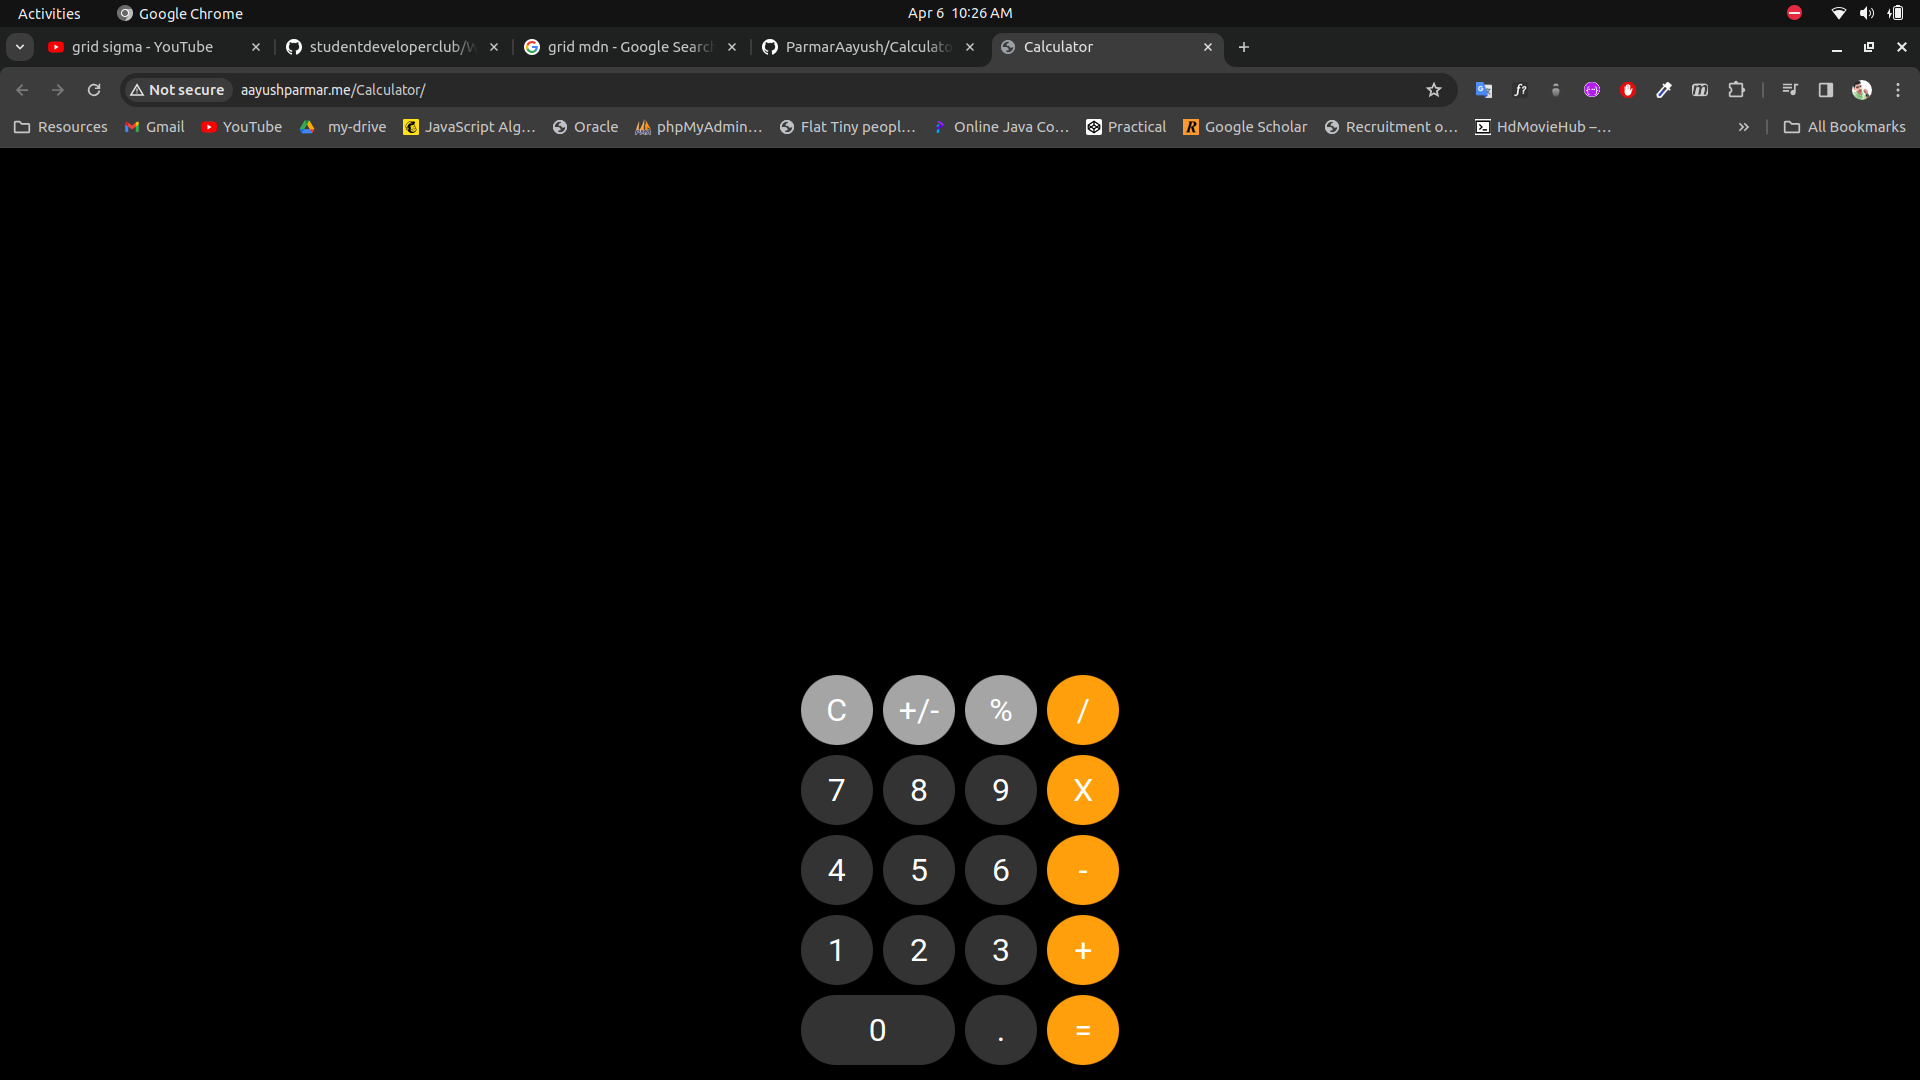 Activities Google Chrome Apr 6 10:26 AM
grid sigma - YouTube studentdeveloperclub/ grid mdn - Google Search ParmarAayush/Calculato Calculator
Not secure aayushparmar.me/Calculator/
Resources Gmail YouTube my-drive JavaScript Alg... Oracle phpMyAdmin... Flat Tiny peopl... Online Java Co... Practical Google Scholar Recruitment o... HdMovieHub –... All Bookmarks
C +/- % /
7 8 9 X
4 5 6 -
1 2 3 +
0 . =